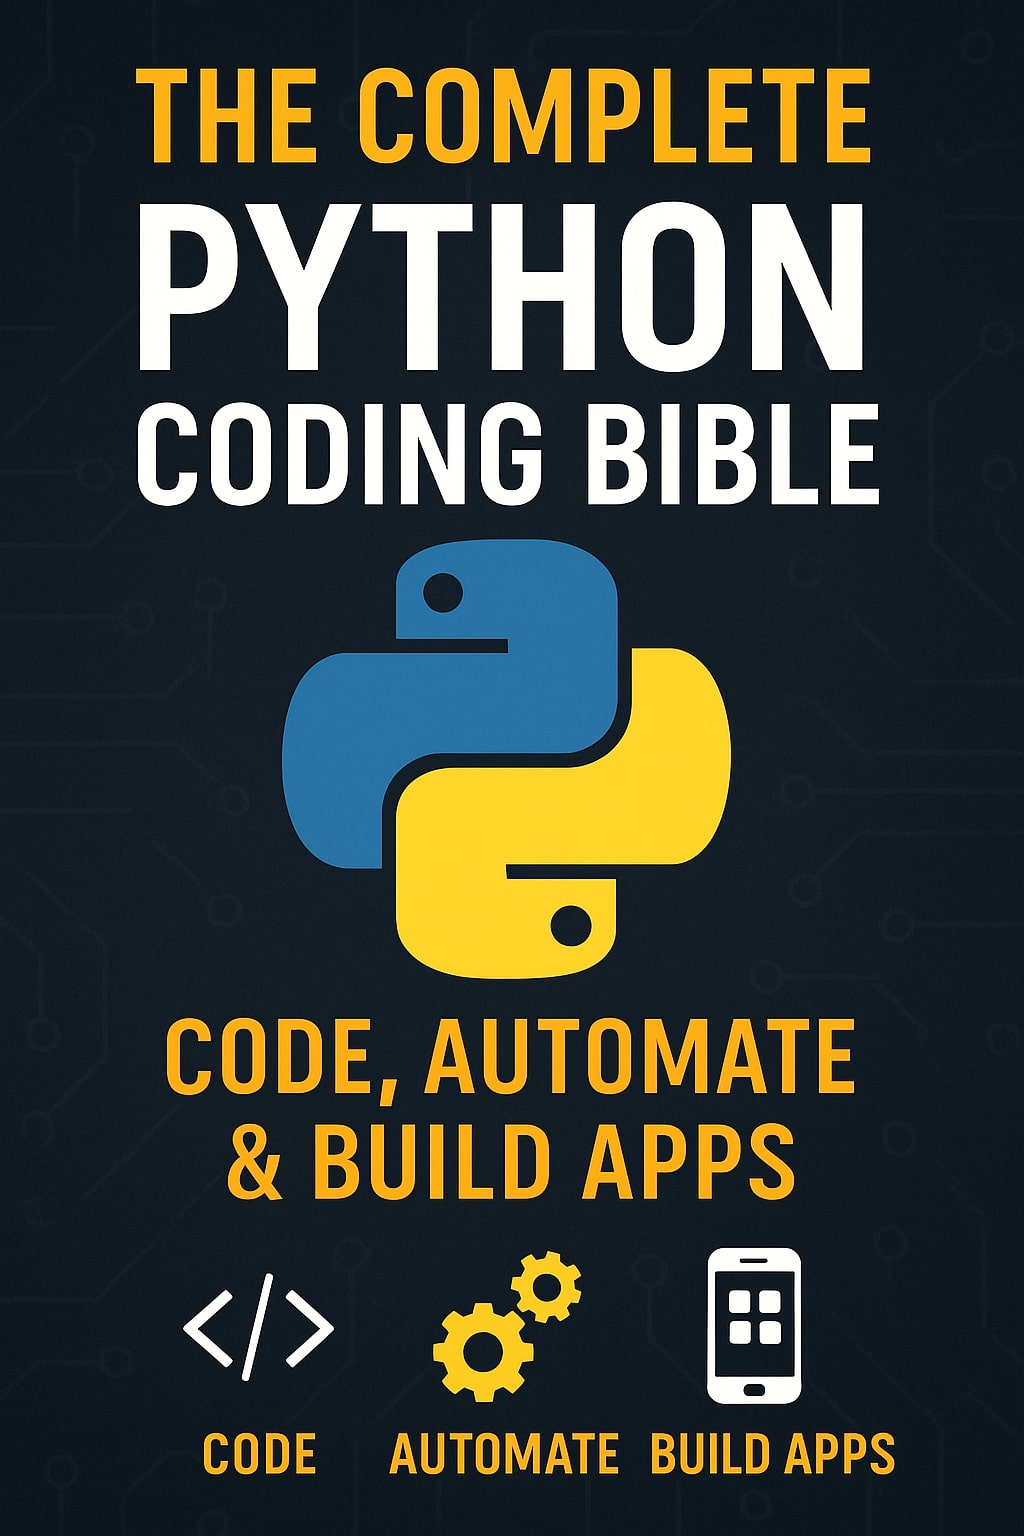 THE COMPLETE
PYTHON
CODING BIBLE
CODE, AUTOMATE
& BUILD APPS
</>
CODE
AUTOMATE
BUILD APPS